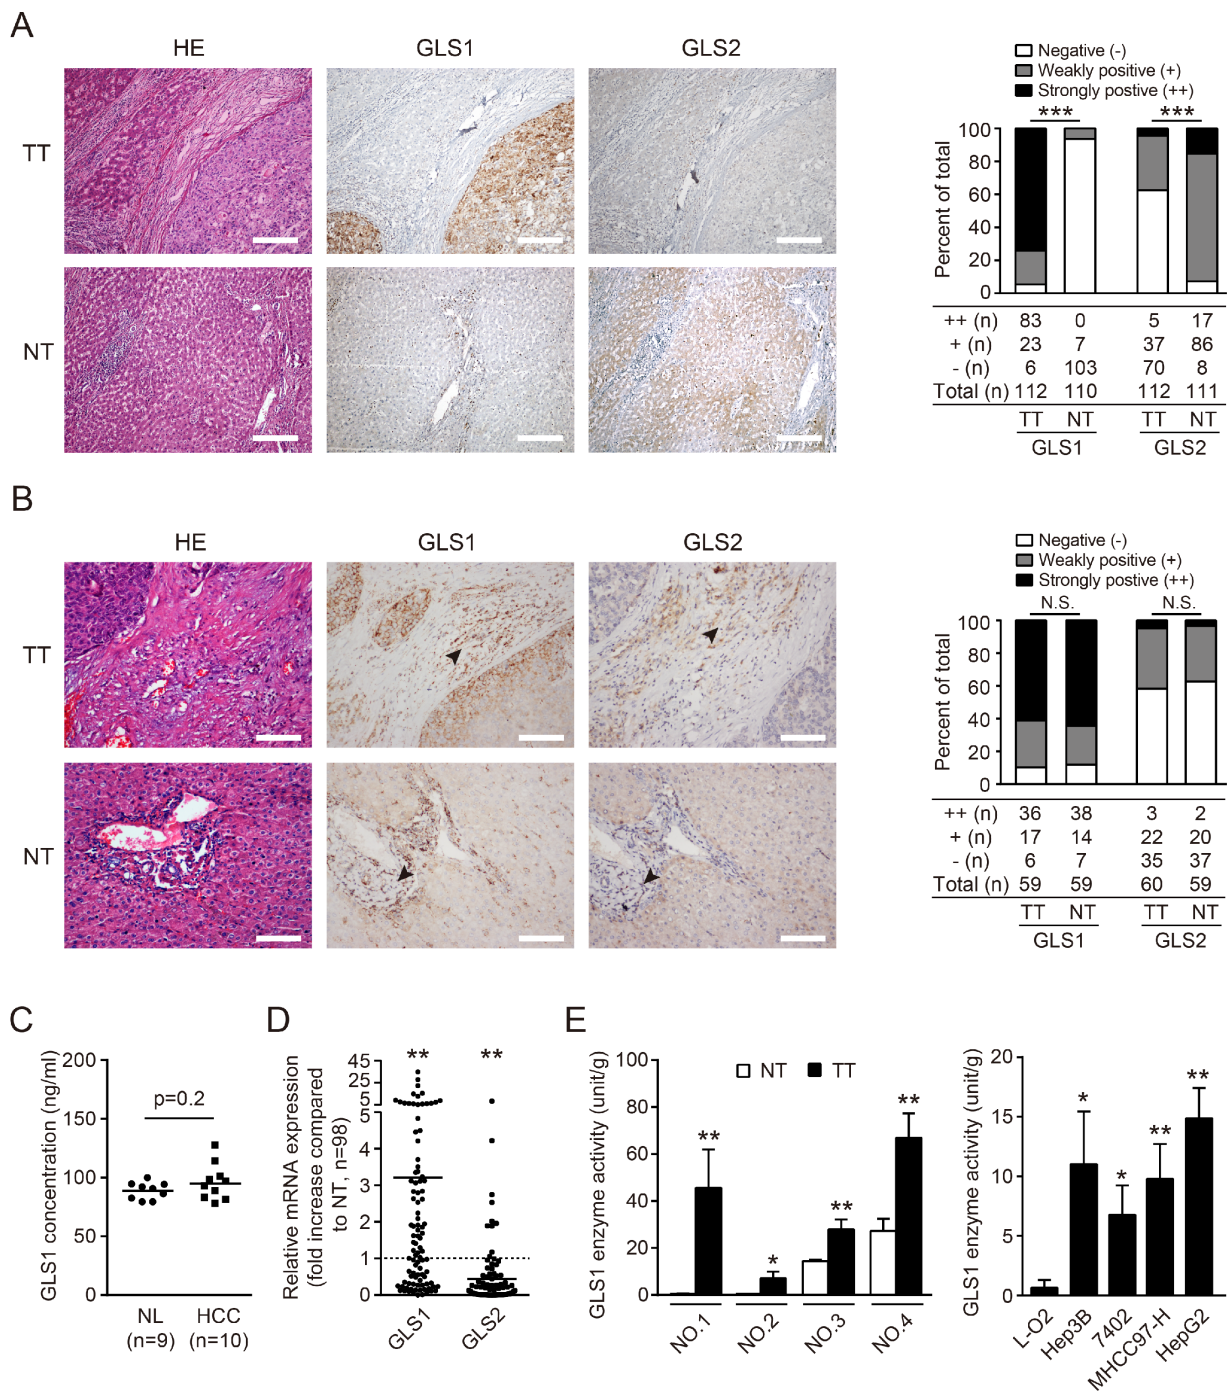 A
HE
GLS1
GLS2
TT
NT
Negative (-)
Weakly positive (+)
Strongly postive (++)
***
***
Percent of total
100
80
60
40
20
0
++ (n) 83 0 5 17
+ (n) 23 7 37 86
- (n) 6 103 70 8
Total (n) 112 110 112 111
TT NT TT NT
GLS1 GLS2
B
HE
GLS1
GLS2
TT
NT
Negative (-)
Weakly positive (+)
Strongly postive (++)
N.S.
N.S.
Percent of total
100
80
60
40
20
0
++ (n) 36 38 3 2
+ (n) 17 14 22 20
- (n) 6 7 35 37
Total (n) 59 59 60 59
TT NT TT NT
GLS1 GLS2
C
GLS1 concentration (ng/ml)
200
150
100
50
0
p=0.2
NL HCC
(n=9) (n=10)
D
Relative mRNA expression
(fold increase compared
to NT, n=98)
45
25
5
5
4
3
2
1
0
** **
GLS1 GLS2
E
GLS1 enzyme activity (unit/g)
100
80
60
40
20
0
NT TT
**
*
**
**
NO.1 NO.2 NO.3 NO.4
GLS1 enzyme activity (unit/g)
20
15
10
5
0
*
*
**
**
L-O2 Hep3B 7402 MHCC97-H HepG2